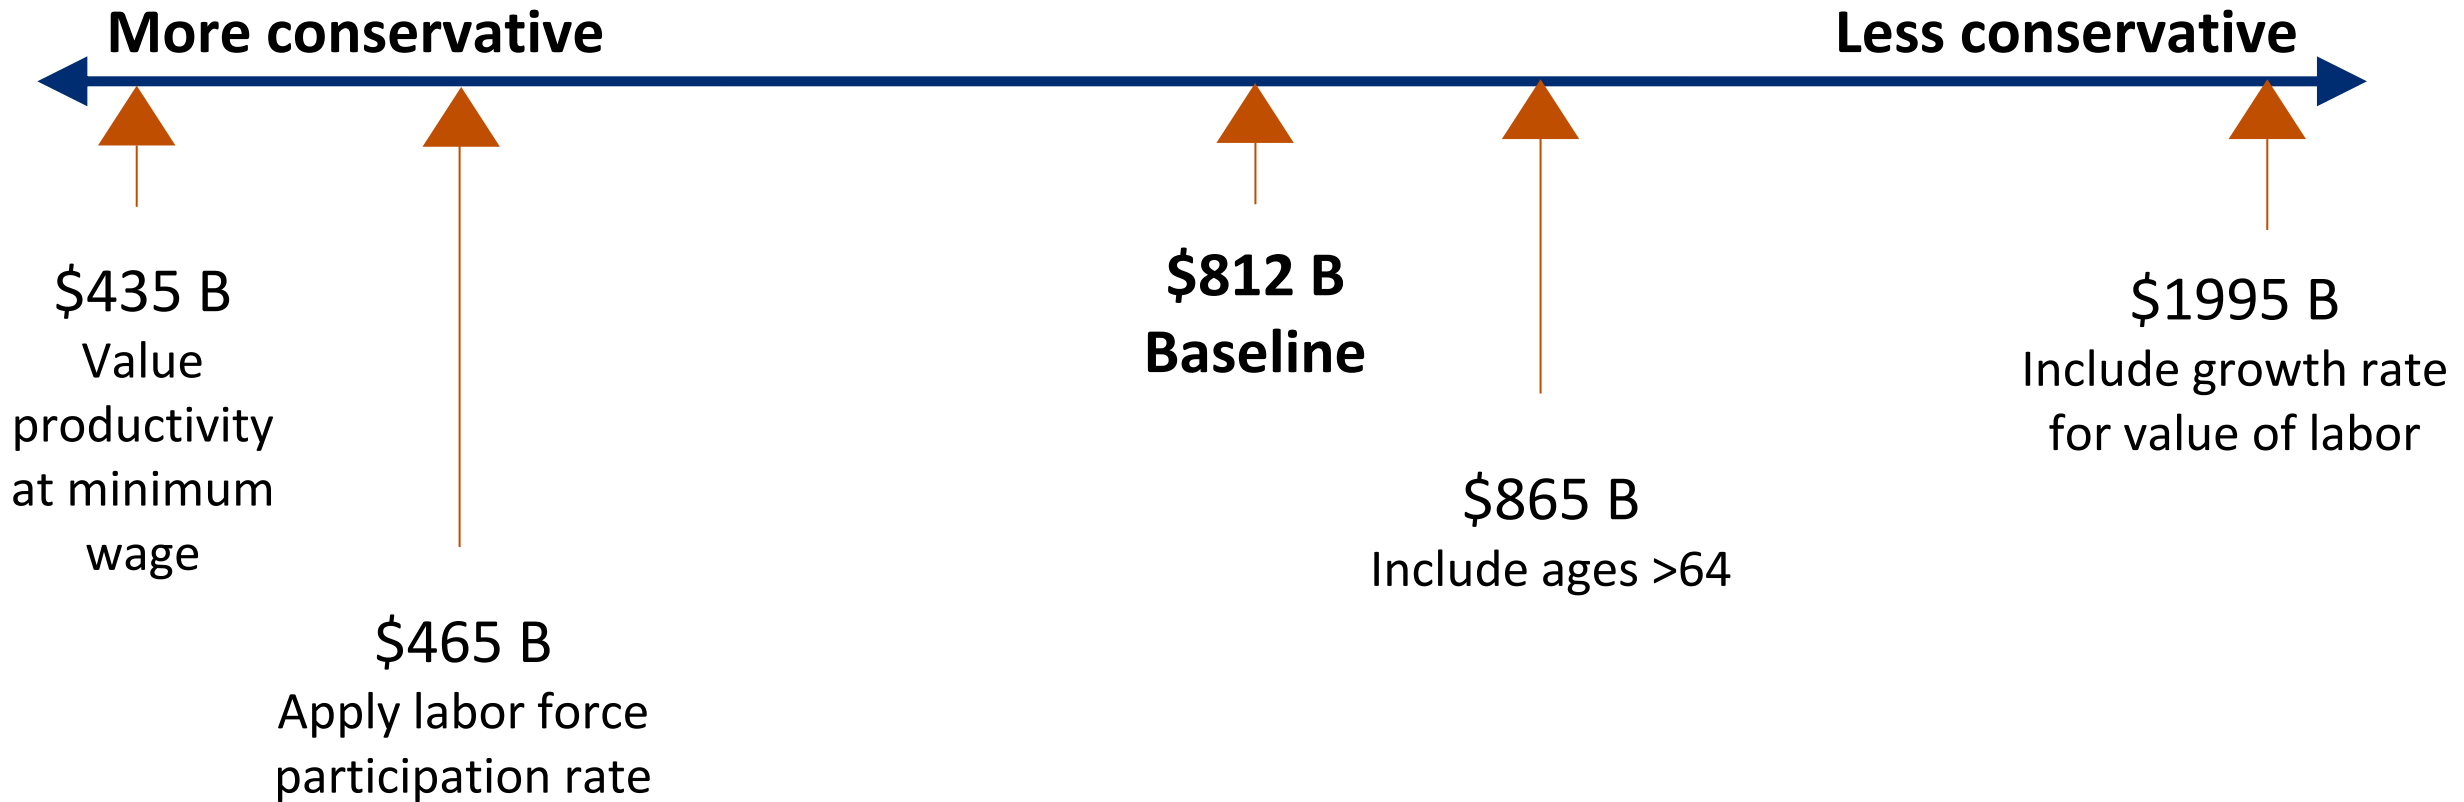 More conservative
Less conservative
$435 B
Value
productivity
at minimum
wage
$465 B
Apply labor force
participation rate
$812 B
Baseline
$865 B
Include ages >64
$1995 B
Include growth rate
for value of labor